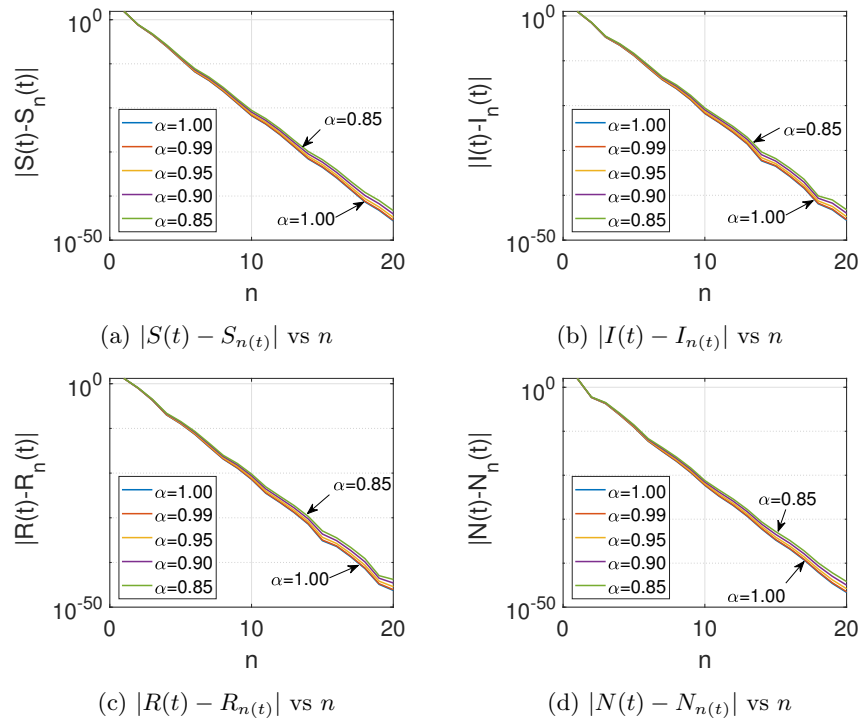 10^0
|S(t)-S_n(t)|
α=1.00
α=0.99
α=0.95
α=0.90
α=0.85
α=0.85
α=1.00
10^-50
0 10 20
n
(a) |S(t) − S_{n(t)}| vs n
10^0
|I(t)-I_n(t)|
α=1.00
α=0.99
α=0.95
α=0.90
α=0.85
α=0.85
α=1.00
10^-50
0 10 20
n
(b) |I(t) − I_{n(t)}| vs n
10^0
|R(t)-R_n(t)|
α=1.00
α=0.99
α=0.95
α=0.90
α=0.85
α=0.85
α=1.00
10^-50
0 10 20
n
(c) |R(t) − R_{n(t)}| vs n
10^0
|N(t)-N_n(t)|
α=1.00
α=0.99
α=0.95
α=0.90
α=0.85
α=0.85
α=1.00
10^-50
0 10 20
n
(d) |N(t) − N_{n(t)}| vs n